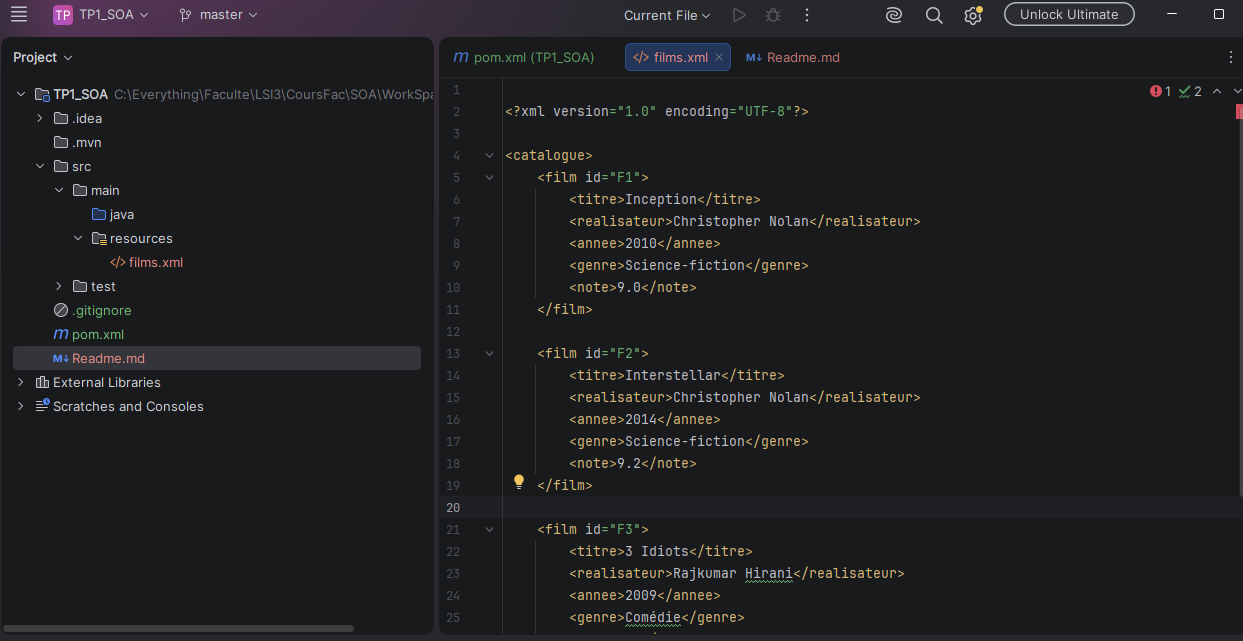 TP TP1_SOA master Current File Unlock Ultimate
Project
TP1_SOA C:\Everything\Faculte\LSI3\CoursFac\SOA\WorkSpa
.idea
.mvn
src
main
java
resources
</> films.xml
test
.gitignore
m pom.xml
M↓ Readme.md
External Libraries
Scratches and Consoles
m pom.xml (TP1_SOA) </> films.xml × M↓ Readme.md
1 2
1
2 <?xml version="1.0" encoding="UTF-8"?>
3
4 <catalogue>
5 <film id="F1">
6 <titre>Inception</titre>
7 <realisateur>Christopher Nolan</realisateur>
8 <annee>2010</annee>
9 <genre>Science-fiction</genre>
10 <note>9.0</note>
11 </film>
12
13 <film id="F2">
14 <titre>Interstellar</titre>
15 <realisateur>Christopher Nolan</realisateur>
16 <annee>2014</annee>
17 <genre>Science-fiction</genre>
18 <note>9.2</note>
19 </film>
20
21 <film id="F3">
22 <titre>3 Idiots</titre>
23 <realisateur>Rajkumar Hirani</realisateur>
24 <annee>2009</annee>
25 <genre>Comédie</genre>